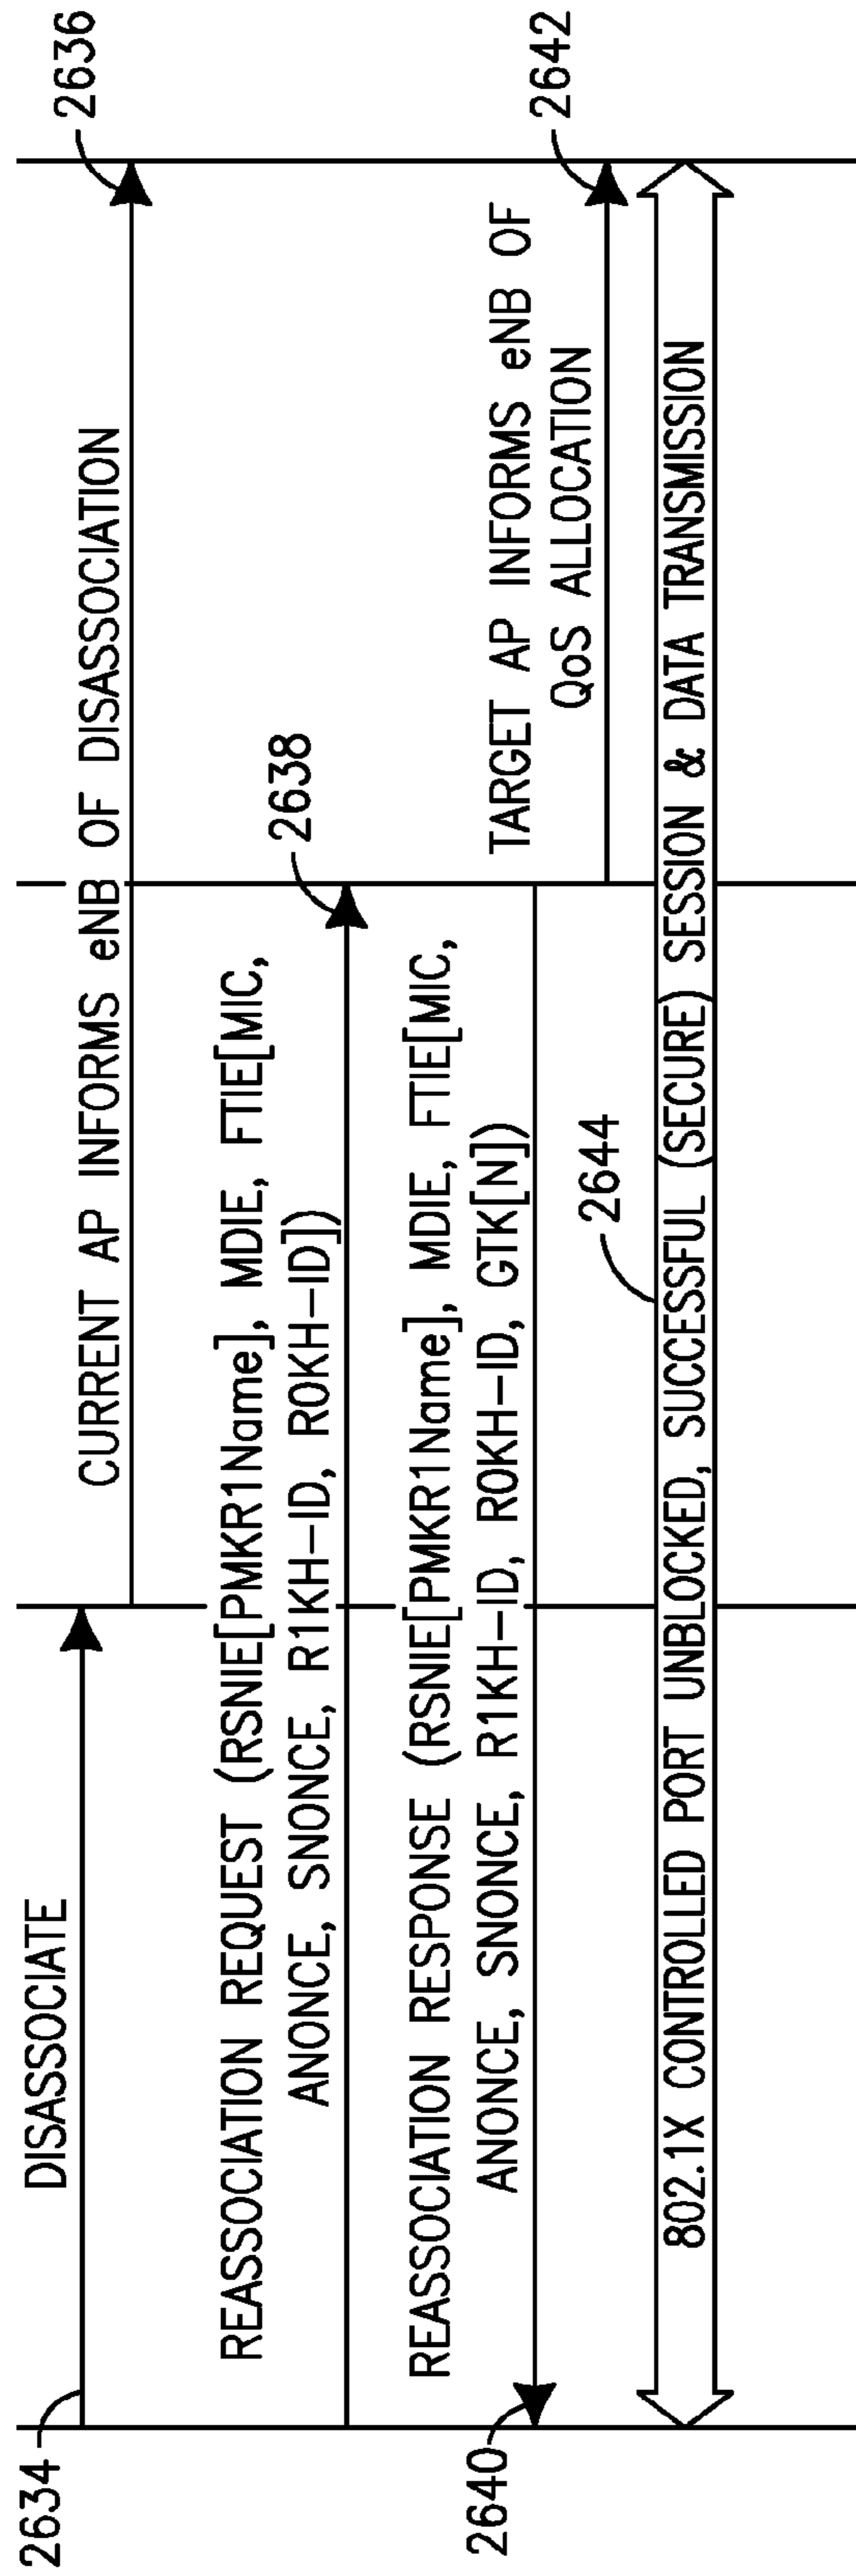 2634
DISASSOCIATE
CURRENT AP INFORMS eNB OF DISASSOCIATION
2636
REASSOCIATION REQUEST (RSNIE[PMKR1Name], MDIE, FTIE[MIC,
ANONCE, SNONCE, R1KH-ID, R0KH-ID])
2638
REASSOCIATION RESPONSE (RSNIE[PMKR1Name], MDIE, FTIE[MIC,
ANONCE, SNONCE, R1KH-ID, R0KH-ID, GTK[N])
2640
TARGET AP INFORMS eNB OF
QoS ALLOCATION
2642
2644
802.1X CONTROLLED PORT UNBLOCKED, SUCCESSFUL (SECURE) SESSION & DATA TRANSMISSION